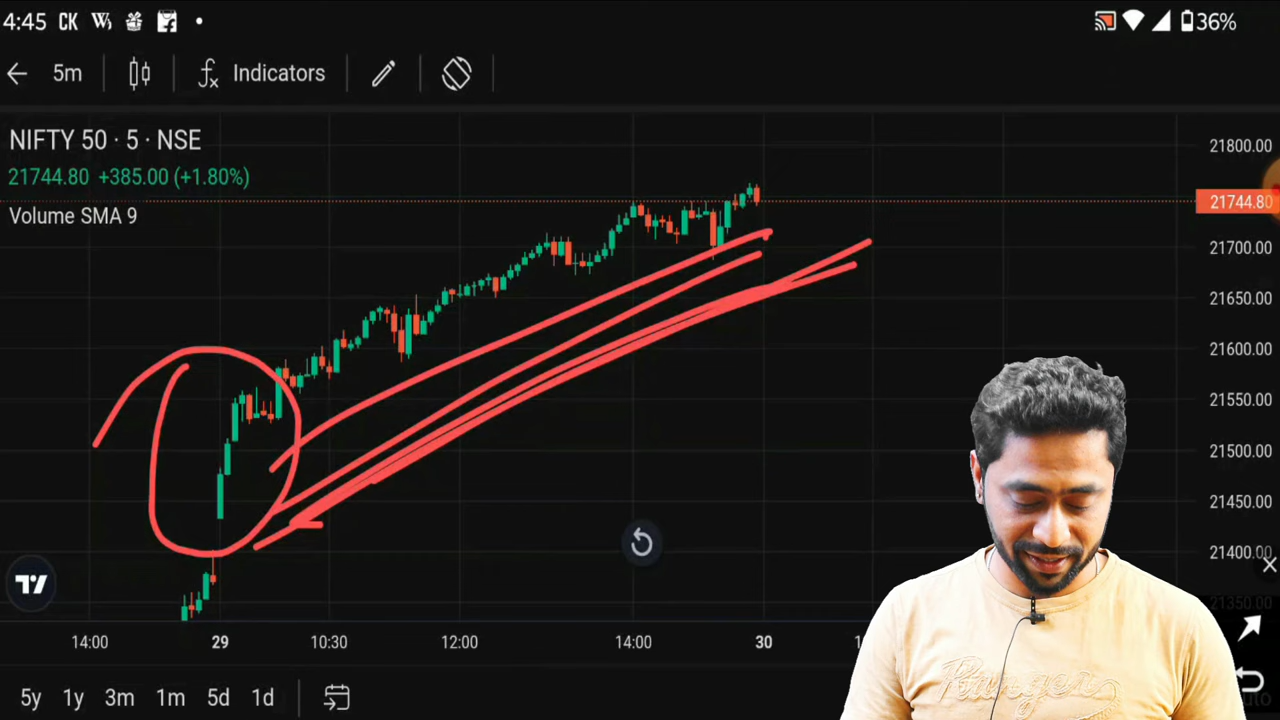 4:45 CK W 36%
5m Indicators
NIFTY 50 · 5 · NSE
21744.80 +385.00 (+1.80%)
Volume SMA 9
21800.00
21744.80
21700.00
21650.00
21600.00
21550.00
21500.00
21450.00
21400.00
21350.00
14:00 29 10:30 12:00 14:00 30
5y 1y 3m 1m 5d 1d